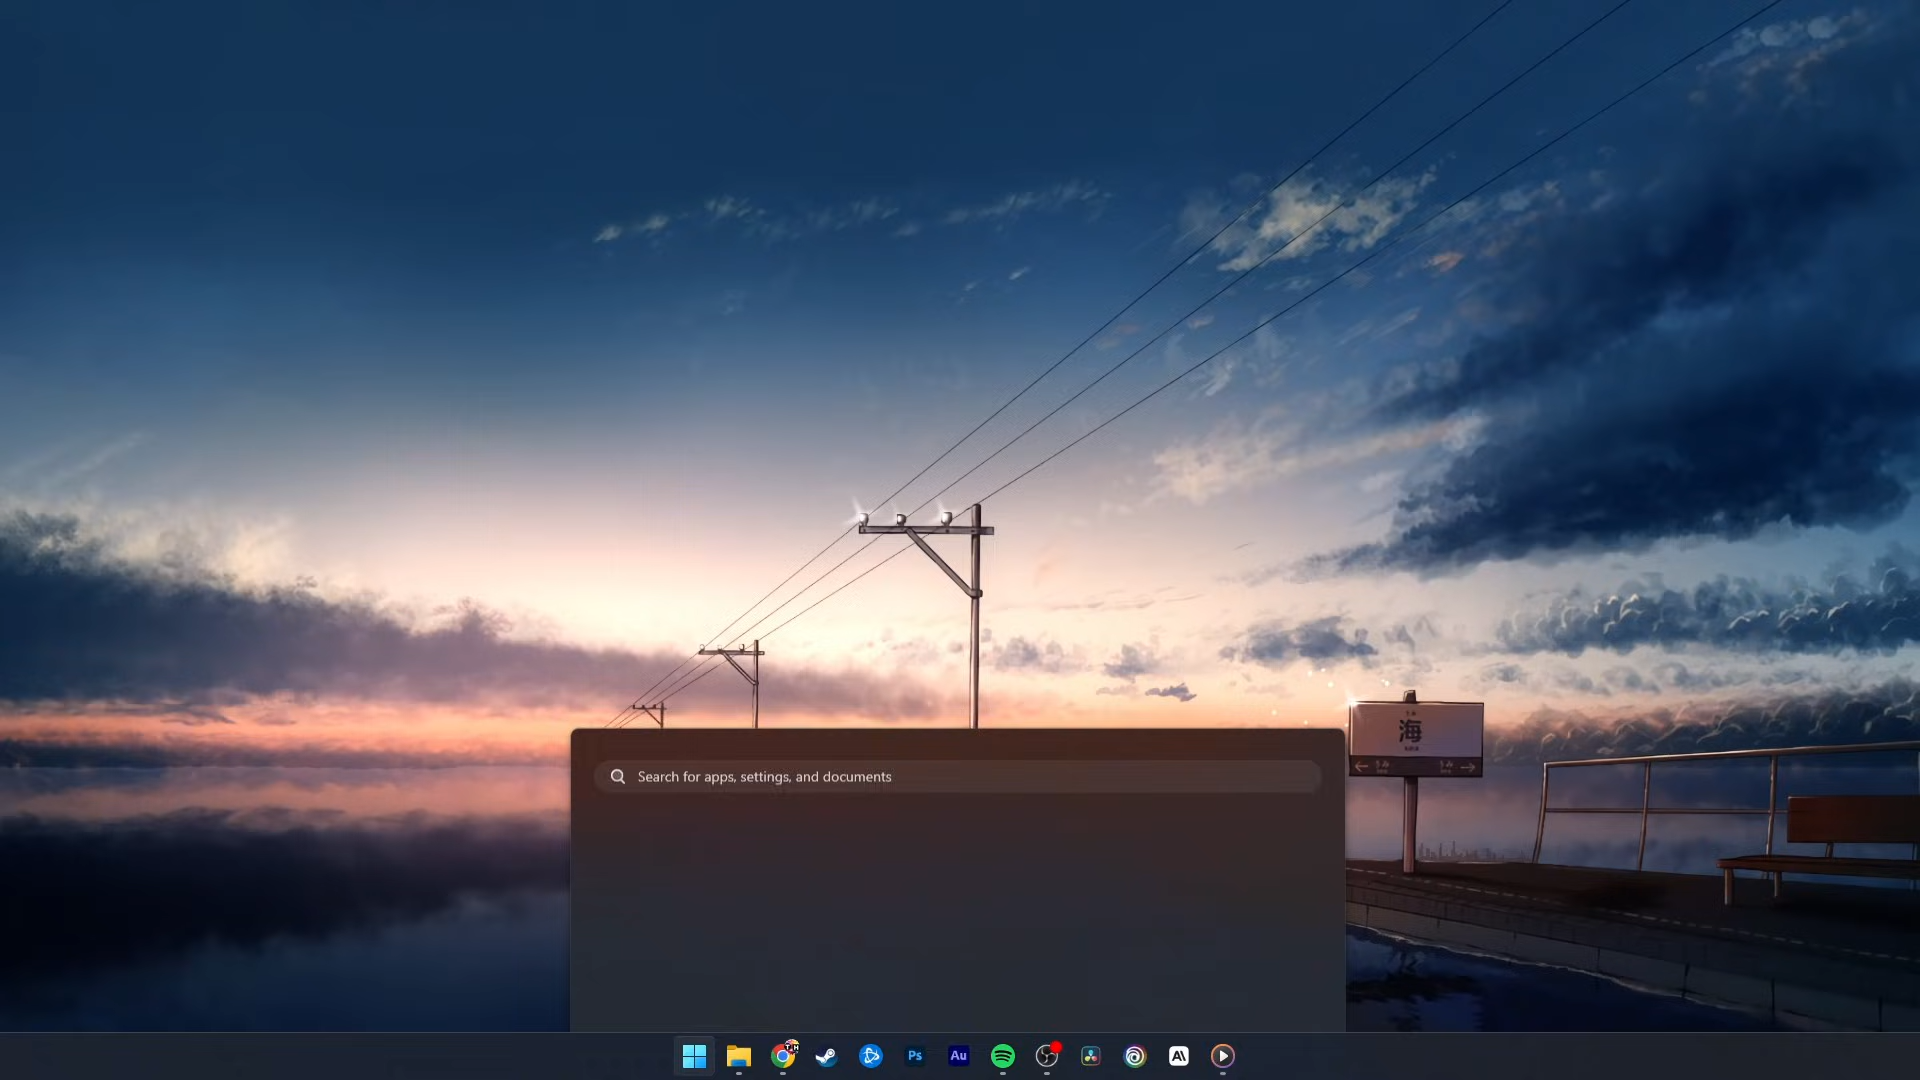 海
Search for apps, settings, and documents
Ps
Au